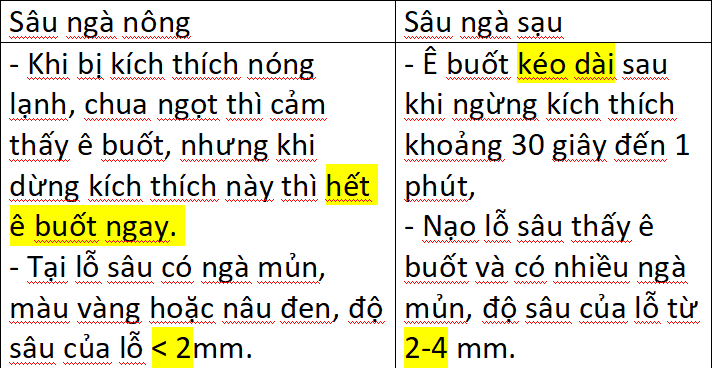 Sâu ngà nông
- Khi bị kích thích nóng
lạnh, chua ngọt thì cảm
thấy ê buốt, nhưng khi
dừng kích thích này thì hết
ê buốt ngay.
- Tại lỗ sâu có ngà mủn,
màu vàng hoặc nâu đen, độ
sâu của lỗ < 2mm.
Sâu ngà sạu
- Ê buốt kéo dài sau
khi ngừng kích thích
khoảng 30 giây đến 1
phút,
- Nạo lỗ sâu thấy ê
buốt và có nhiều ngà
mủn, độ sâu của lỗ từ
2-4 mm.